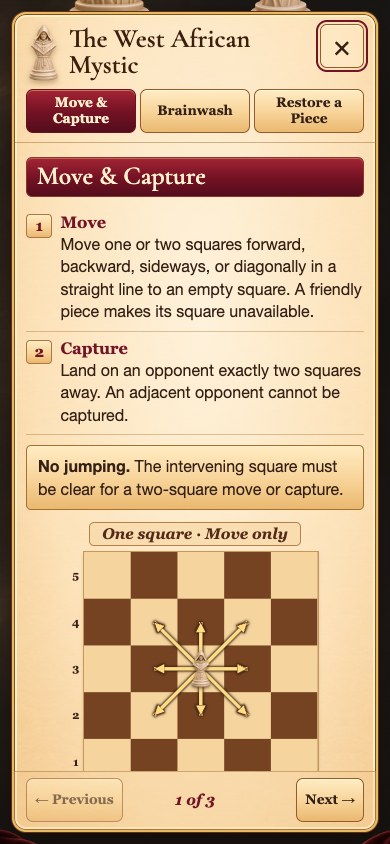 The West African
Mystic
×
Move &
Capture
Brainwash
Restore a
Piece
Move & Capture
1
Move
Move one or two squares forward,
backward, sideways, or diagonally in a
straight line to an empty square. A friendly
piece makes its square unavailable.
2
Capture
Land on an opponent exactly two squares
away. An adjacent opponent cannot be
captured.
No jumping. The intervening square must
be clear for a two-square move or capture.
One square · Move only
5
4
3
2
1
← Previous
1 of 3
Next →